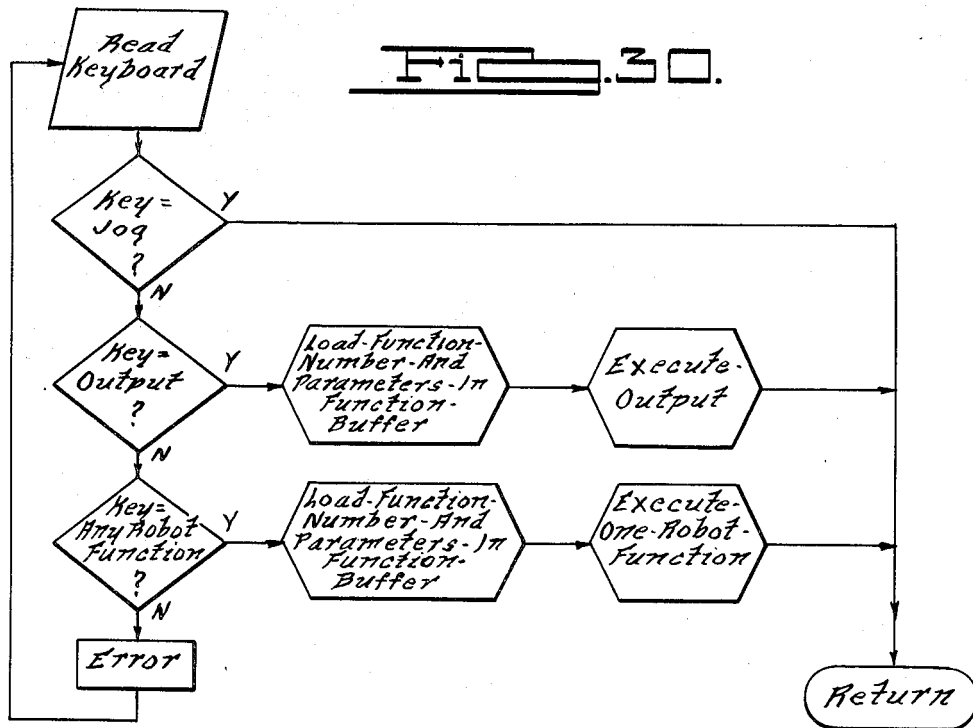 Read
Keyboard
Fig. 30.
Key=
Jog
?
Y
N
Key=
Output
?
Y
N
Load-Function-
Number-And
Parameters-In
Function-
Buffer
Execute-
Output
Key=
Any Robot
Function
?
Y
N
Load-Function-
Number-And
Parameters-In
Function-
Buffer
Execute-
One-Robot-
Function
Error
Return